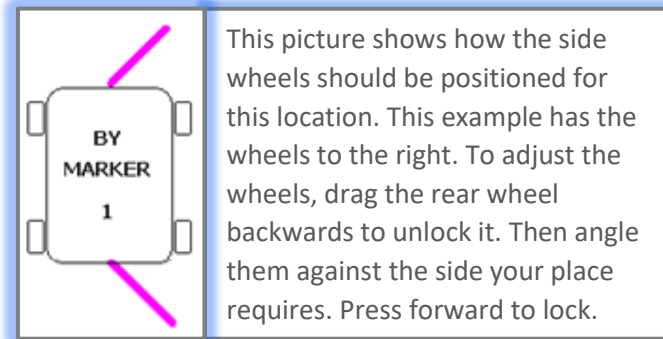 BY
MARKER
1
This picture shows how the side
wheels should be positioned for
this location. This example has the
wheels to the right. To adjust the
wheels, drag the rear wheel
backwards to unlock it. Then angle
them against the side your place
requires. Press forward to lock.